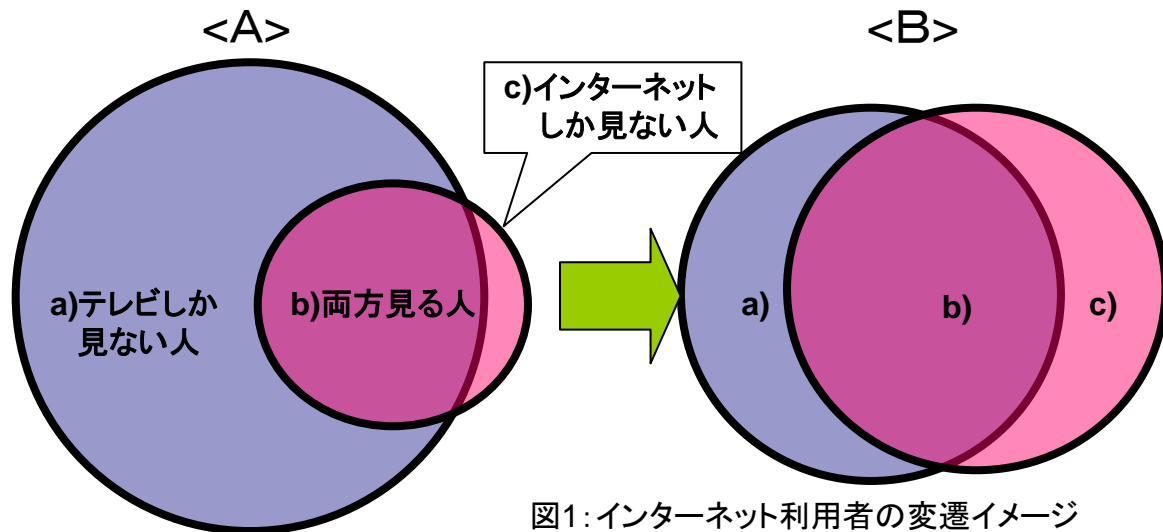 <A>
<B>
c)インターネット
しか見ない人
a)テレビしか
見ない人
b)両方見る人
a)
b)
c)
図1:インターネット利用者の変遷イメージ